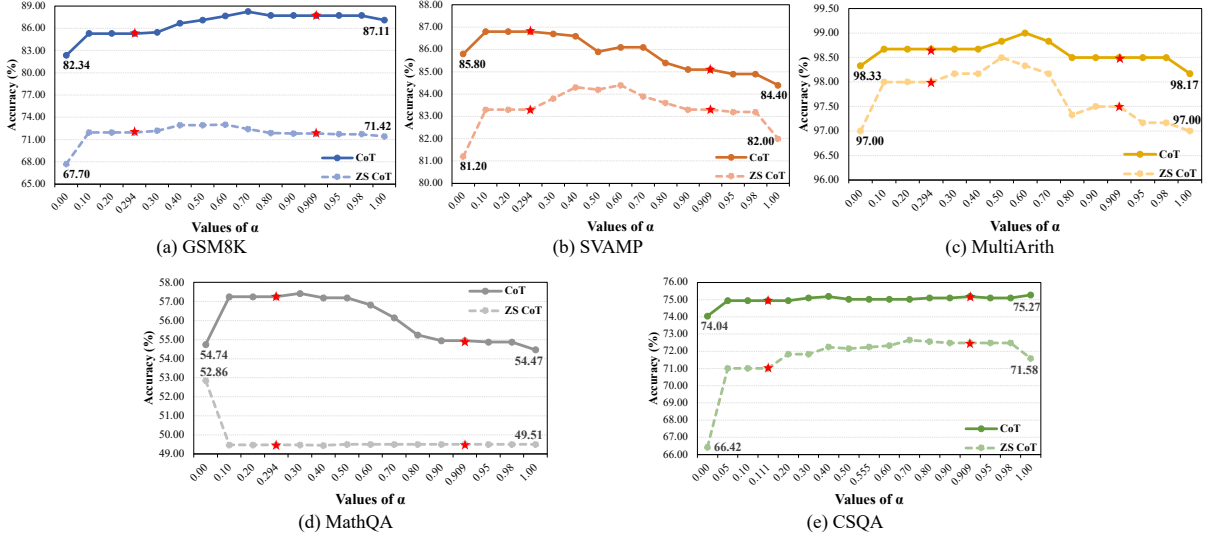 89.00
86.00
83.00
80.00
77.00
74.00
71.00
68.00
65.00
Accuracy (%)
82.34
87.11
67.70
71.42
CoT
ZS CoT
0.00 0.10 0.20 0.294 0.30 0.40 0.50 0.60 0.70 0.80 0.90 0.909 0.95 0.98 1.00
Values of α
(a) GSM8K
88.00
87.00
86.00
85.00
84.00
83.00
82.00
81.00
80.00
Accuracy (%)
85.80
84.40
81.20
82.00
CoT
ZS CoT
0.00 0.10 0.20 0.294 0.30 0.40 0.50 0.60 0.70 0.80 0.90 0.909 0.95 0.98 1.00
Values of α
(b) SVAMP
99.50
99.00
98.50
98.00
97.50
97.00
96.50
96.00
Accuracy (%)
98.33
98.17
97.00
97.00
CoT
ZS CoT
0.00 0.10 0.20 0.294 0.30 0.40 0.50 0.60 0.70 0.80 0.90 0.909 0.95 0.98 1.00
Values of α
(c) MultiArith
58.00
57.00
56.00
55.00
54.00
53.00
52.00
51.00
50.00
49.00
Accuracy (%)
CoT
ZS CoT
54.74
52.86
54.47
49.51
0.00 0.10 0.20 0.294 0.30 0.40 0.50 0.60 0.70 0.80 0.90 0.909 0.95 0.98 1.00
Values of α
(d) MathQA
76.00
75.00
74.00
73.00
72.00
71.00
70.00
69.00
68.00
67.00
66.00
Accuracy (%)
74.04
75.27
71.58
66.42
CoT
ZS CoT
0.00 0.05 0.10 0.111 0.20 0.30 0.40 0.50 0.555 0.60 0.70 0.80 0.90 0.909 0.95 0.98 1.00
Values of α
(e) CSQA